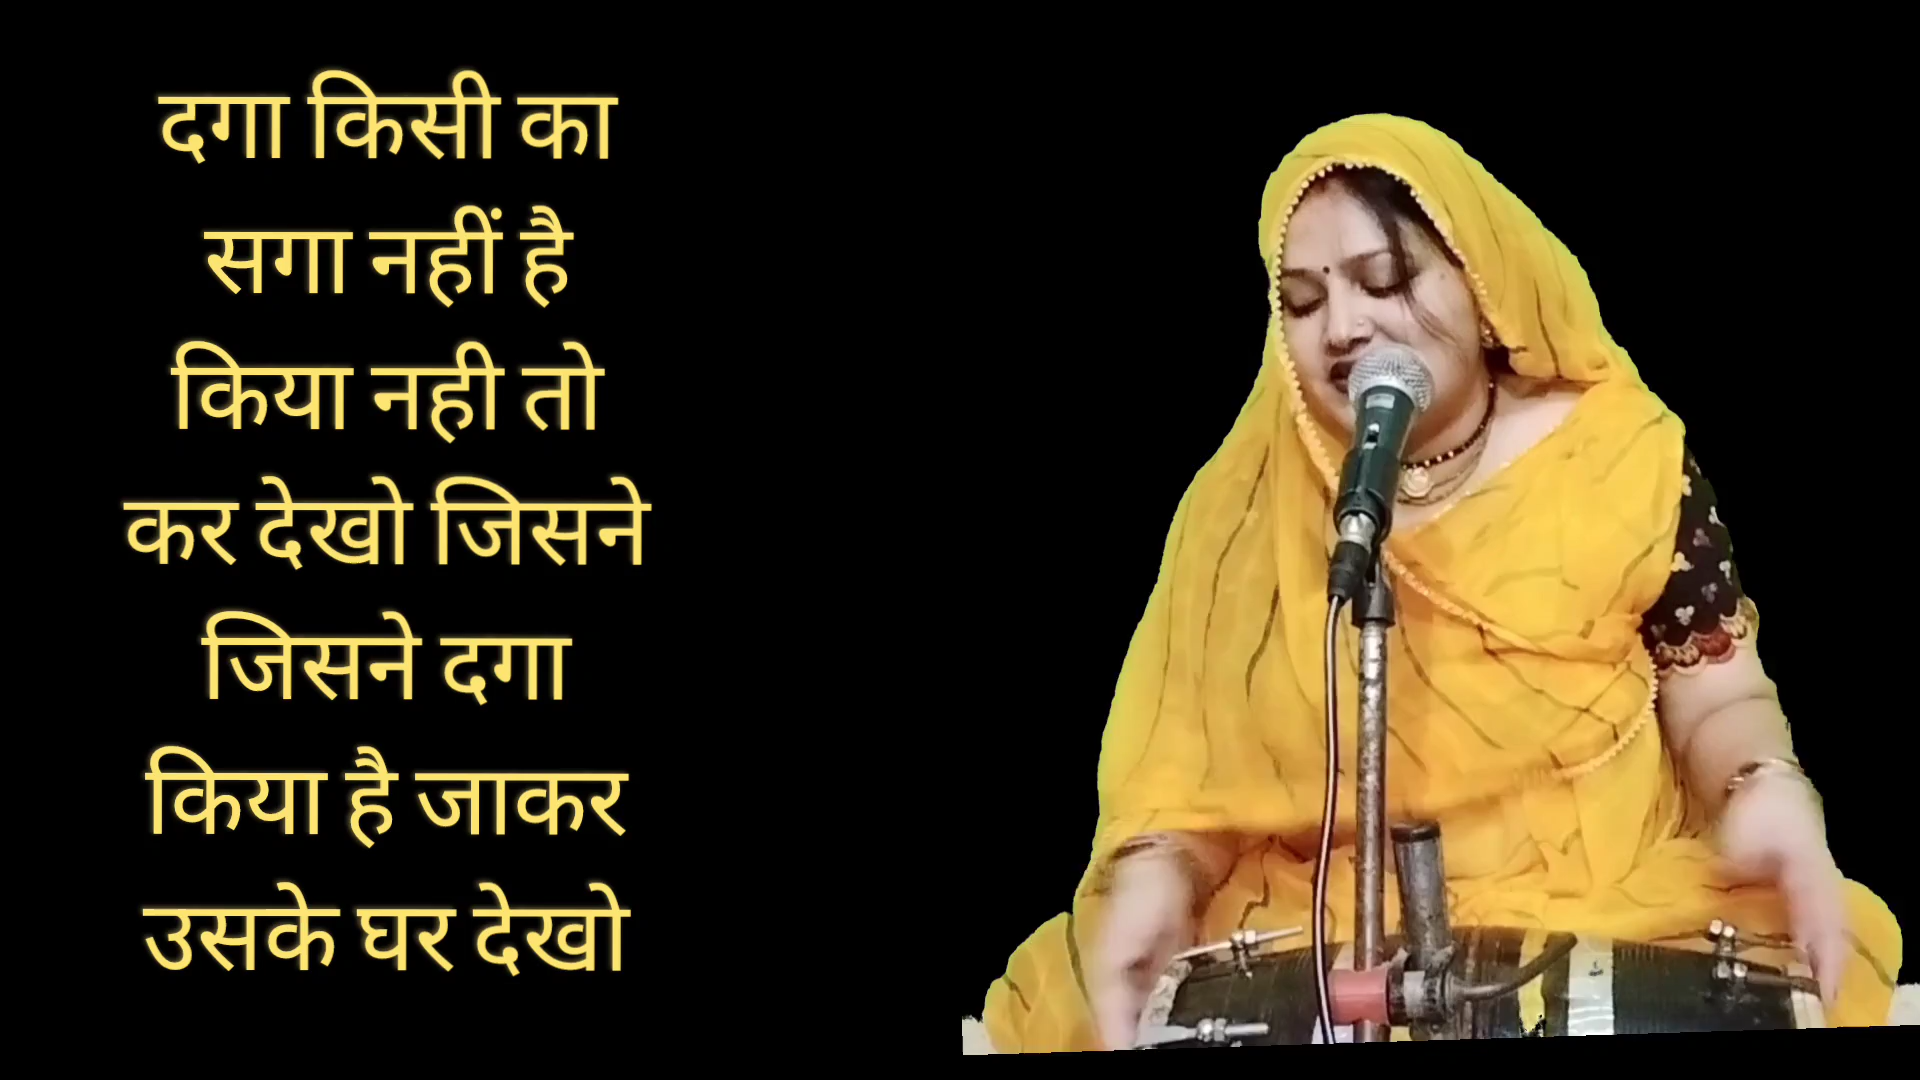 दगा किसी का
सगा नहीं है
किया नही तो
कर देखो जिसने
जिसने दगा
किया है जाकर
उसके घर देखो